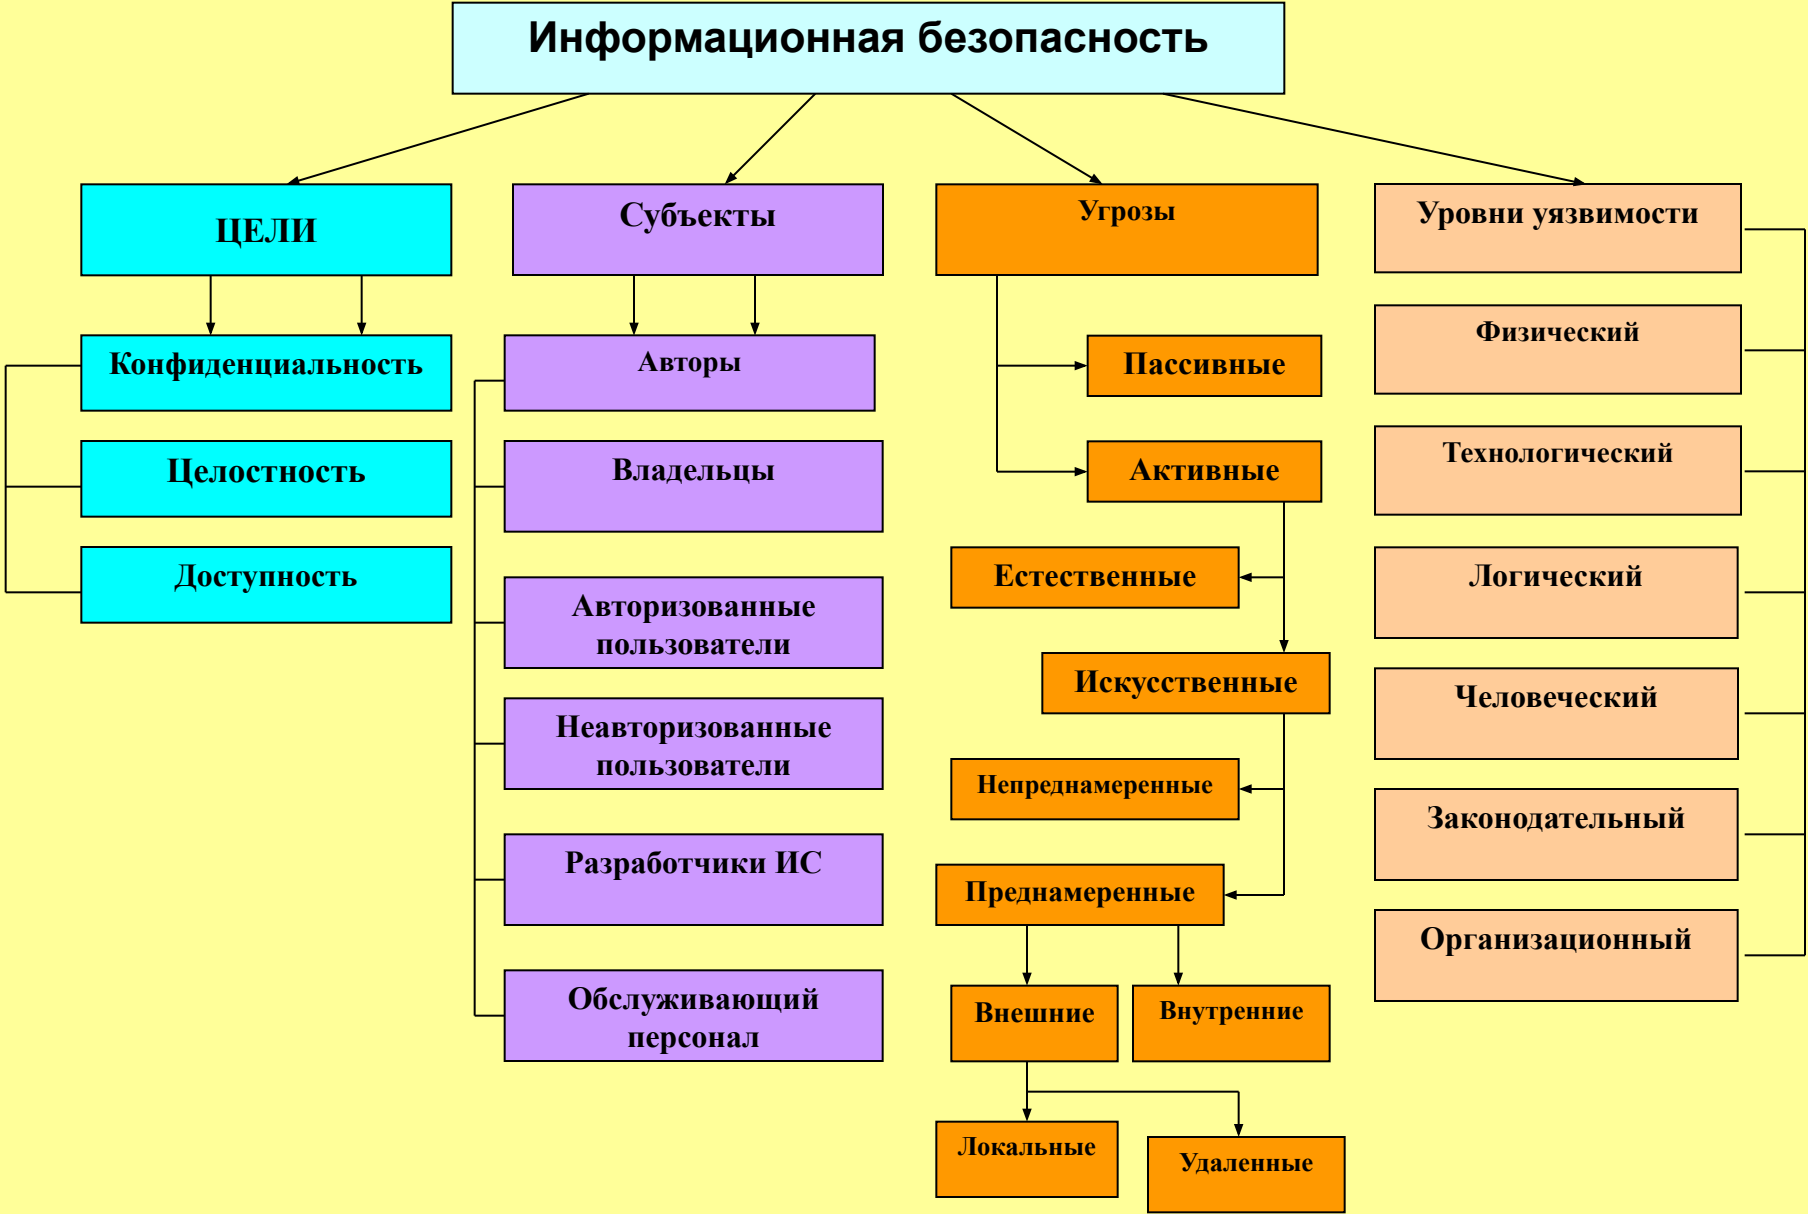 Информационная безопасность
ЦЕЛИ
Конфиденциальность
Целостность
Доступность
Субъекты
Авторы
Владельцы
Авторизованные
пользователи
Неавторизованные
пользователи
Разработчики ИС
Обслуживающий
персонал
Угрозы
Пассивные
Активные
Естественные
Искусственные
Непреднамеренные
Преднамеренные
Внешние
Внутренние
Локальные
Удаленные
Уровни уязвимости
Физический
Технологический
Логический
Человеческий
Законодательный
Организационный